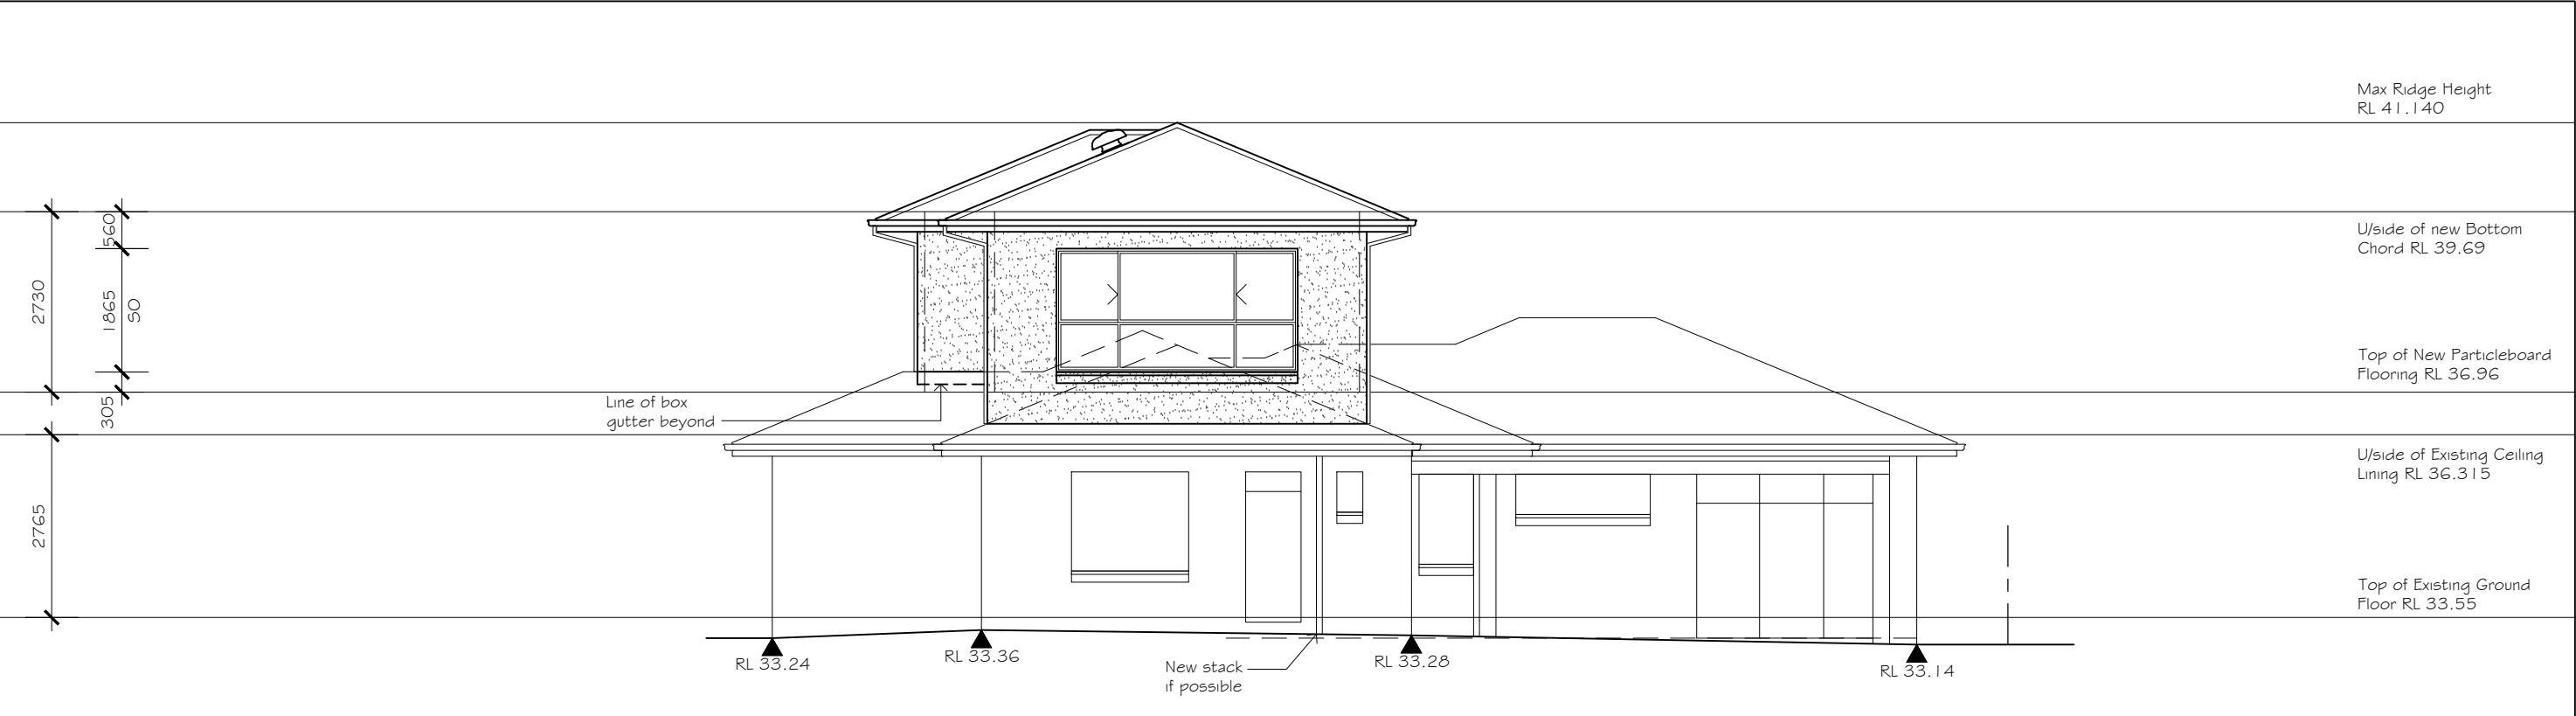 Max Ridge Height
RL 41.140
U/side of new Bottom
Chord RL 39.69
Top of New Particleboard
Flooring RL 36.96
U/side of Existing Ceiling
Lining RL 36.315
Top of Existing Ground
Floor RL 33.55
2730
560
1865
50
305
2765
Line of box
gutter beyond
RL 33.24
RL 33.36
New stack
if possible
RL 33.28
RL 33.14